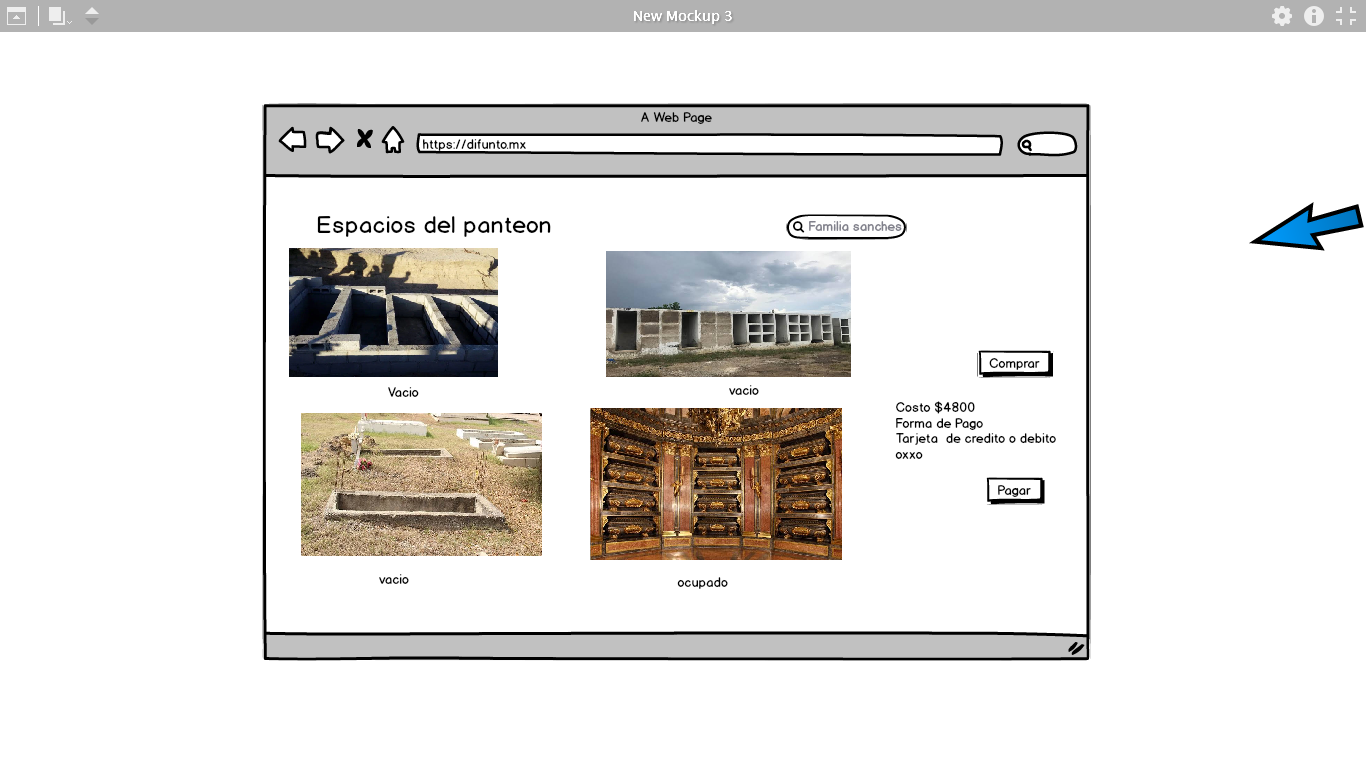 New Mockup 3
A Web Page
https://difunto.mx
Espacios del panteon
Familia sanches
Comprar
Vacio
vacio
Costo $4800
Forma de Pago
Tarjeta  de credito o debito
oxxo
Pagar
vacio
ocupado